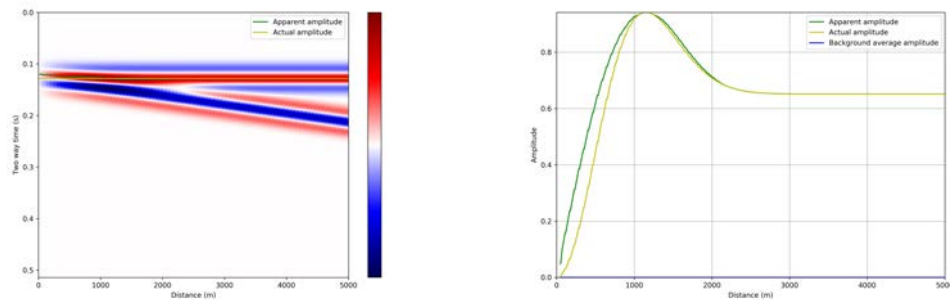 Apparent amplitude
Actual amplitude
0.0
0.1
0.2
0.3
0.4
0.5
Two way time (s)
0 1000 2000 3000 4000 5000
Distance (m)
Apparent amplitude
Actual amplitude
Background average amplitude
0.8
0.6
0.4
0.2
0.0
Amplitude
0 1000 2000 3000 4000 500
Distance (m)